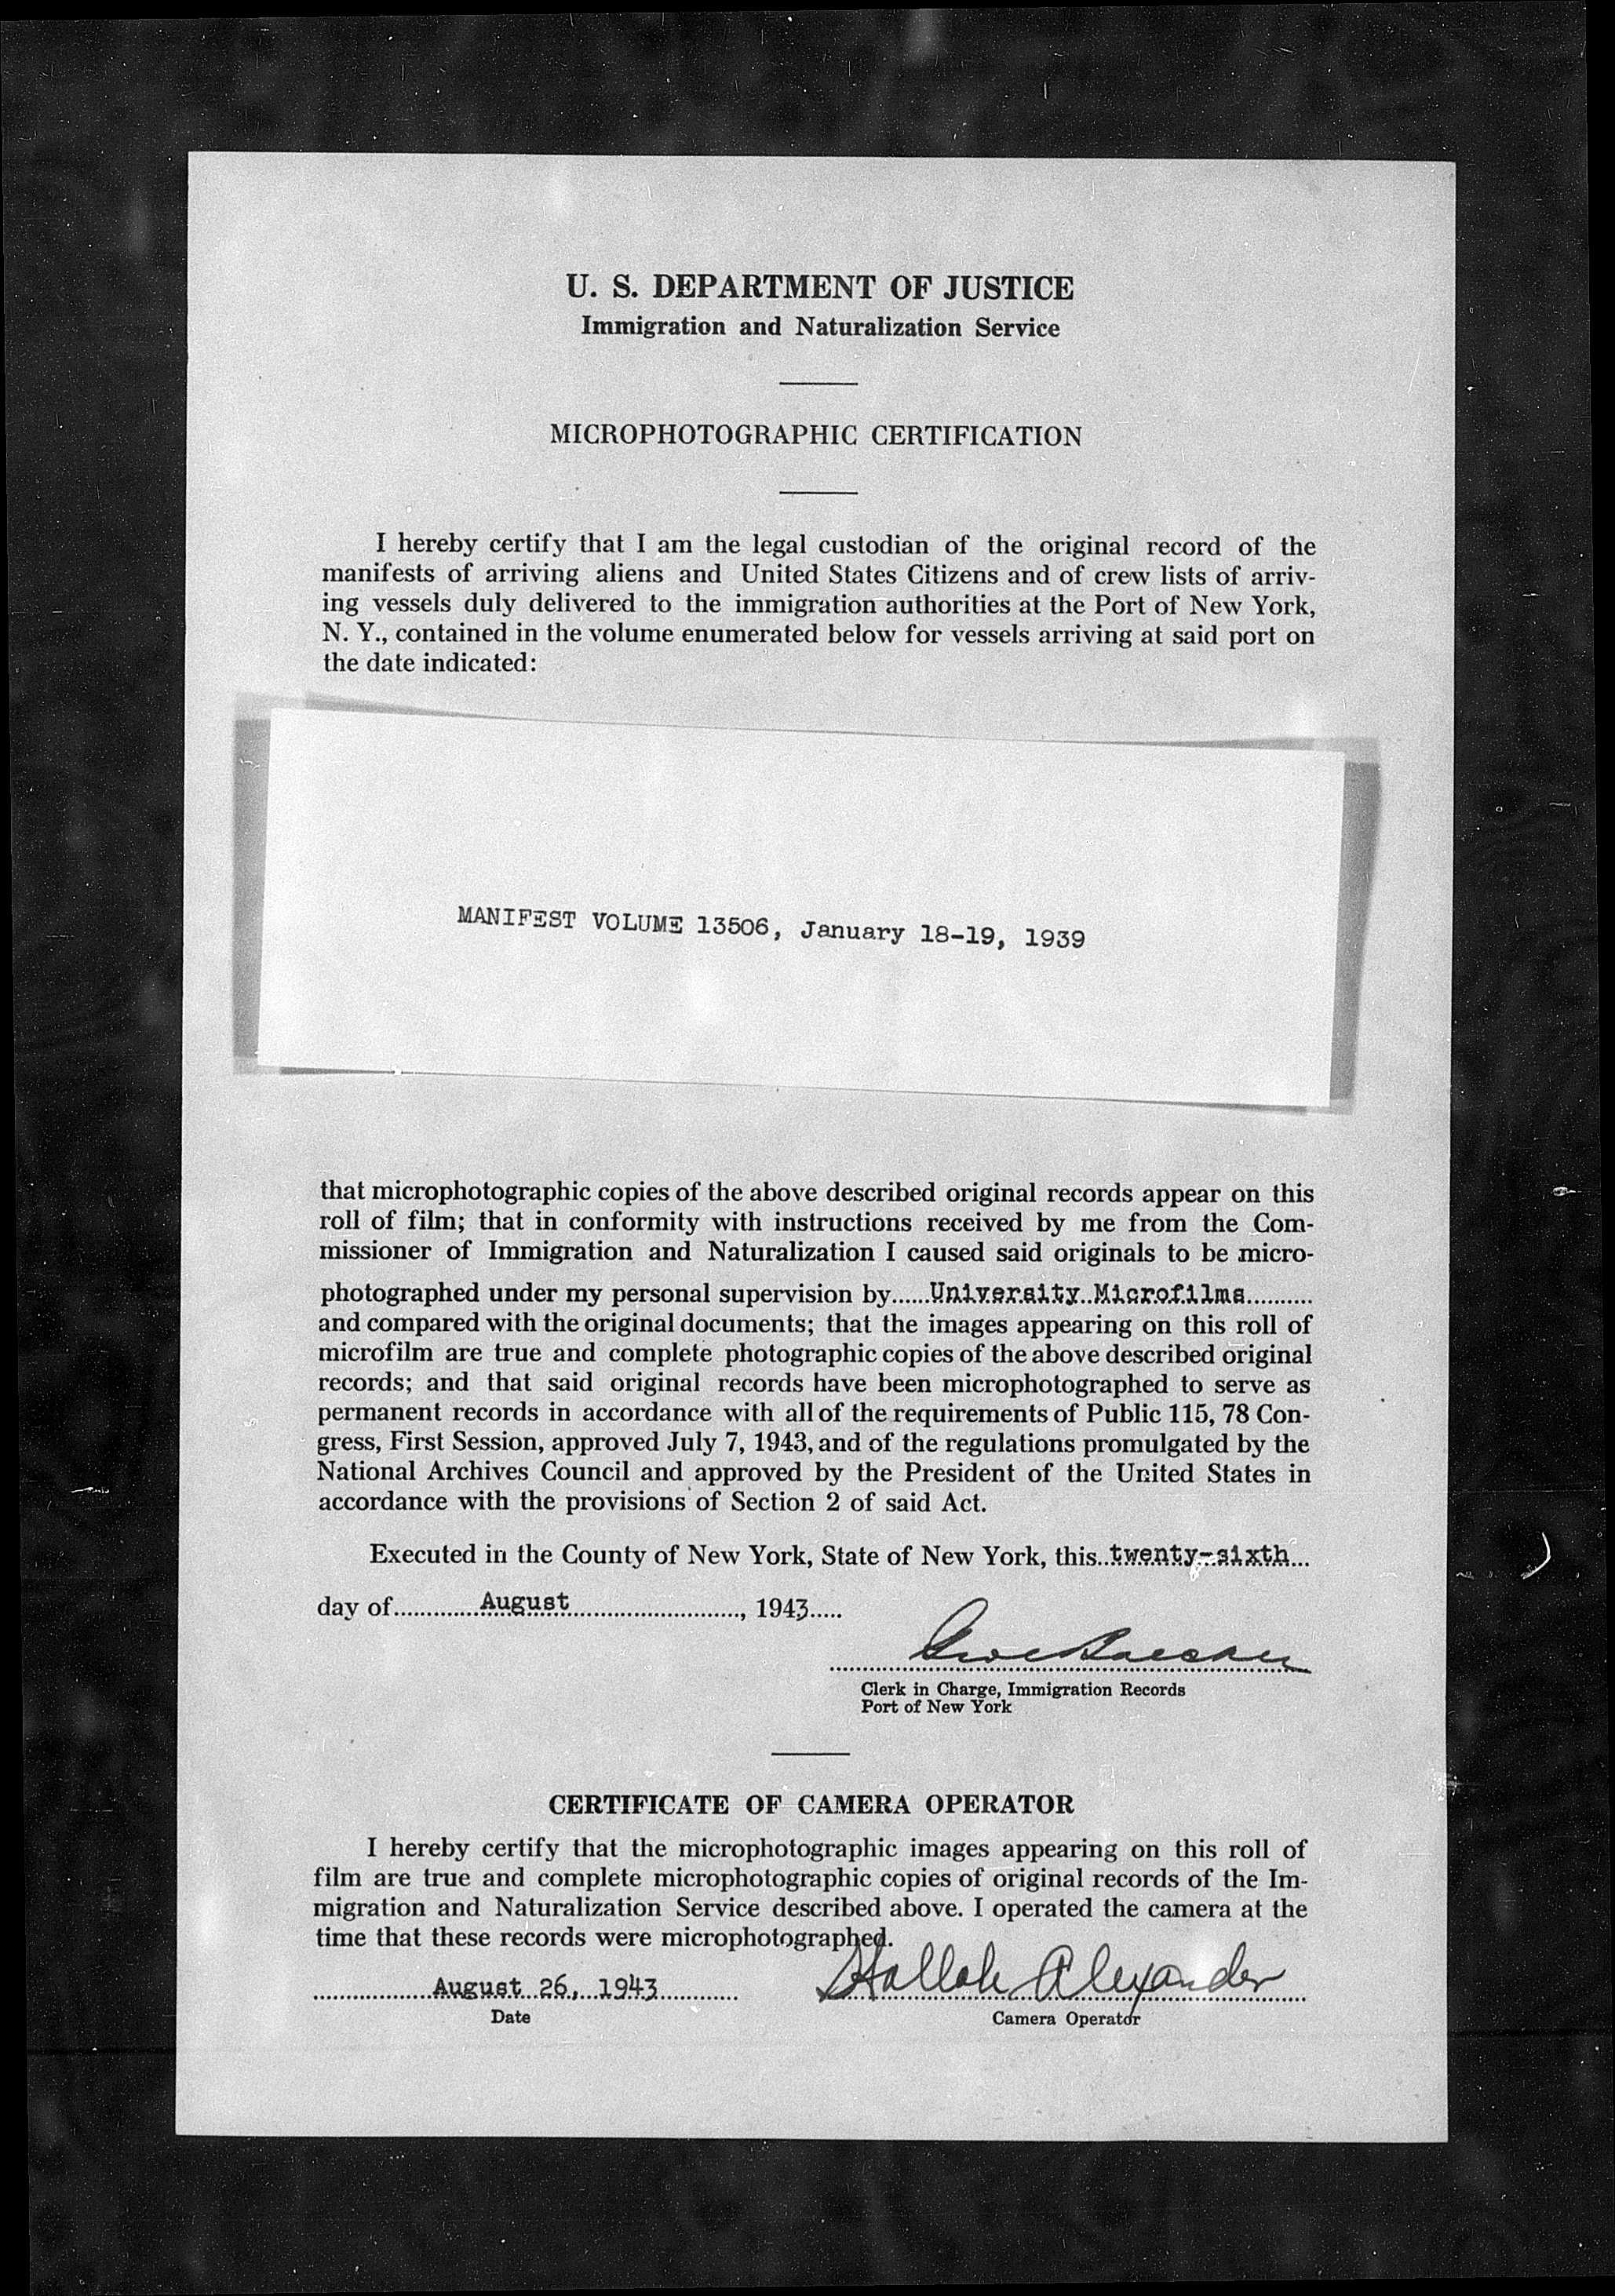 U. S. DEPARTMENT OF JUSTICE
Immigration and Naturalization Service
MICROPHOTOGRAPHIC CERTIFICATION
I hereby certify that I am the legal custodian of the original record of the
manifests of arriving aliens and United States Citizens and of crew lists of arriv-
ing vessels duly delivered to the immigration authorities at the Port of New York,
N. Y., contained in the volume enumerated below for vessels arriving at said port on
the date indicated:
MANIFEST VOLUME 13506, January 18-19, 1939
that microphotographic copies of the above described original records appear on this
roll of film; that in conformity with instructions received by me from the Com-
missioner of Immigration and Naturalization I caused said originals to be micro-
photographed under my personal supervision by......University Microfilms..........
and compared with the original documents; that the images appearing on this roll of
microfilm are true and complete photographic copies of the above described original
records; and that said original records have been microphotographed to serve as
permanent records in accordance with all of the requirements of Public 115, 78 Con-
gress, First Session, approved July 7, 1943, and of the regulations promulgated by the
National Archives Council and approved by the President of the United States in
accordance with the provisions of Section 2 of said Act.
Executed in the County of New York, State of New York, this..twenty-sixth...
day of.............August..........................., 1943.....
Clerk in Charge, Immigration Records
Port of New York
CERTIFICATE OF CAMERA OPERATOR
I hereby certify that the microphotographic images appearing on this roll of
film are true and complete microphotographic copies of original records of the Im-
migration and Naturalization Service described above. I operated the camera at the
time that these records were microphotographed.
August 26, 1943 Alexander
Date Camera Operator